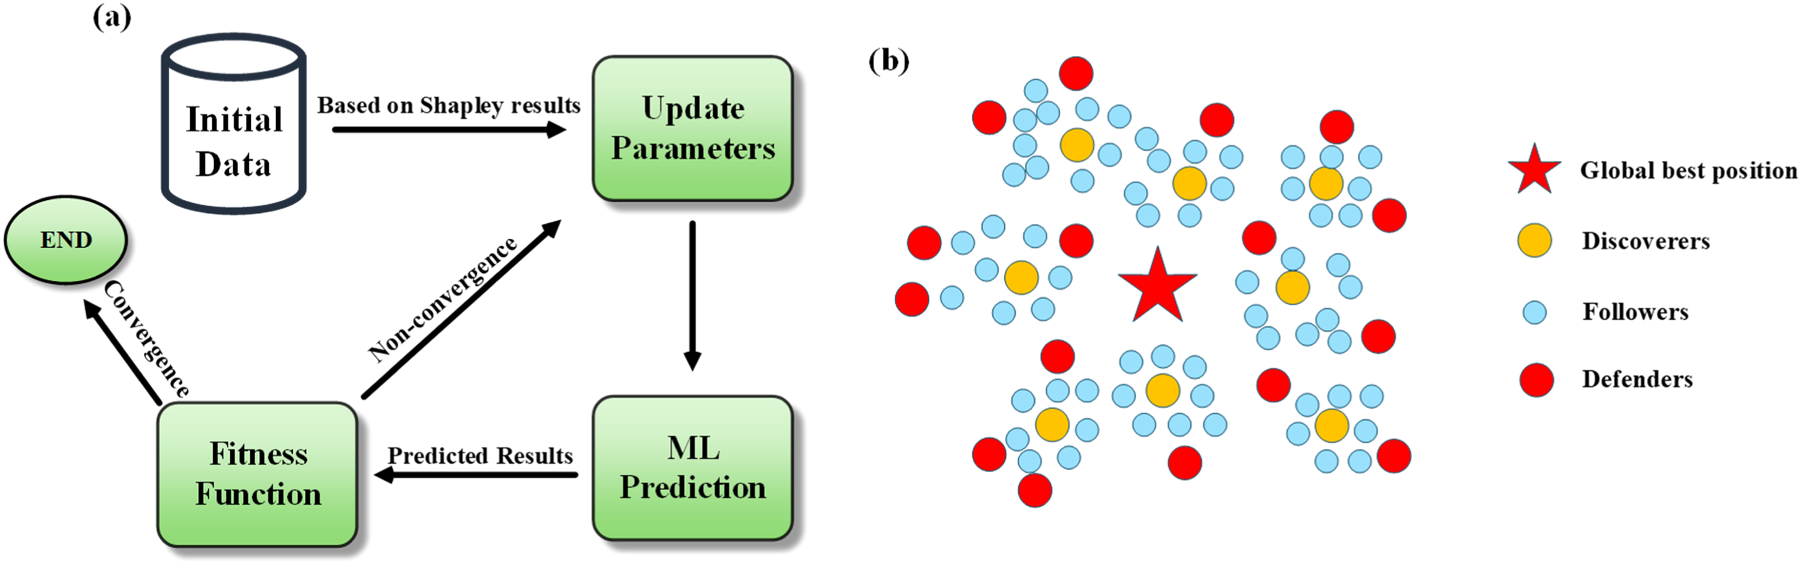 (a)
Initial
Data
Based on Shapley results
Update
Parameters
END
Convergence
Non-convergence
Fitness
Function
Predicted Results
ML
Prediction
(b)
Global best position
Discoverers
Followers
Defenders